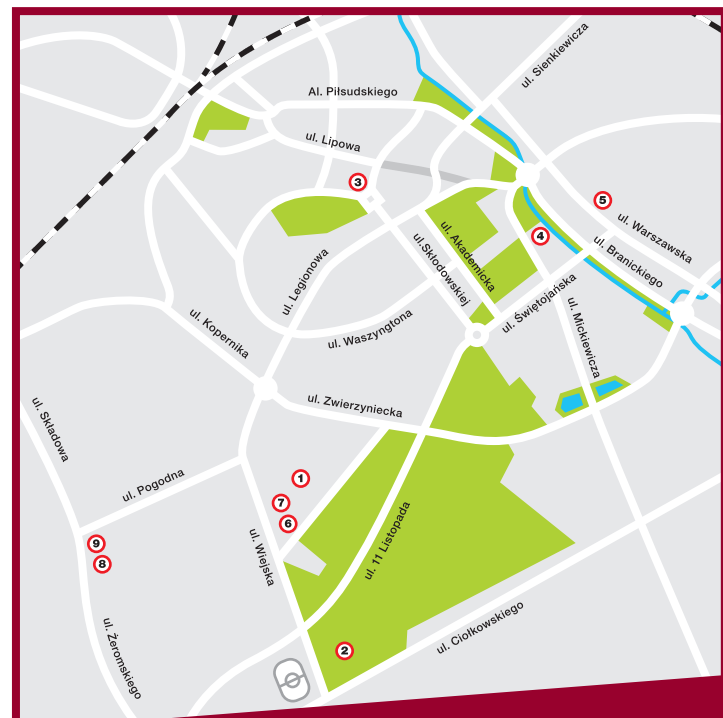 ul. Sienkiewicza
Al. Piłsudskiego
ul. Lipowa
3
5
ul. Warszawska
4
ul. Branickiego
ul. Akademicka
ul.Skłodowskiej
ul. Legionowa
ul. Świętojańska
ul. Mickiewicza
ul. Waszyngtona
ul. Kopernika
ul. Zwierzyniecka
ul. Składowa
ul. Pogodna
1
7
6
9
8
ul. Wiejska
ul. 11 Listopada
ul. Żeromskiego
ul. Ciołkowskiego
2